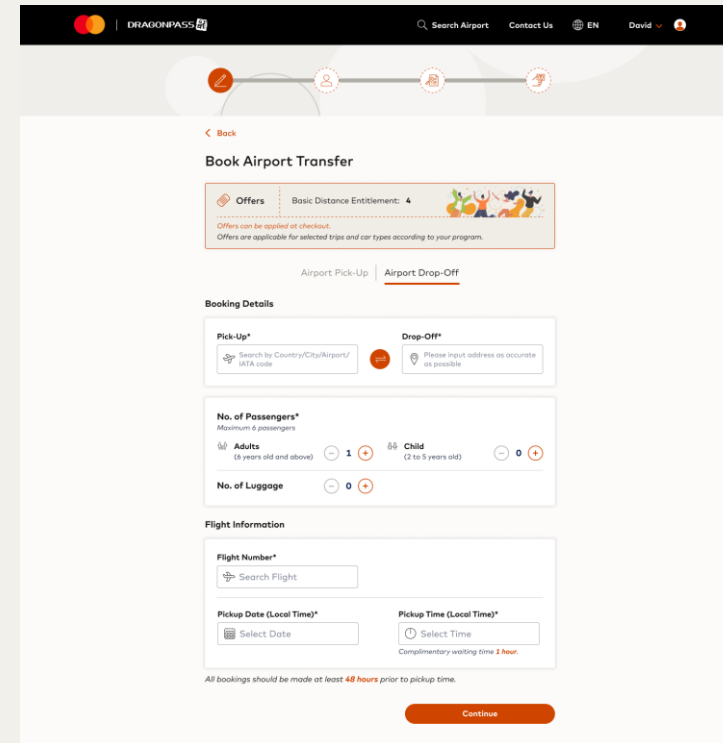 DRAGONPASS
Search Airport
Contact Us
EN
David
Back
Book Airport Transfer
Offers
Basic Distance Entitlement: 4
Offers can be applied at checkout.
Offers are applicable for selected trips and car types according to your program.
Airport Pick-Up
Airport Drop-Off
Booking Details
Pick-Up*
Search by Country/City/Airport/
IATA code
Drop-Off*
Please input address as accurate
as possible
No. of Passengers*
Maximum 6 passengers
Adults
(6 years old and above)
1
Child
(2 to 5 years old)
0
No. of Luggage
0
Flight Information
Flight Number*
Search Flight
Pickup Date (Local Time)*
Select Date
Pickup Time (Local Time)*
Select Time
Complimentary waiting time 1 hour.
All bookings should be made at least 48 hours prior to pickup time.
Continue